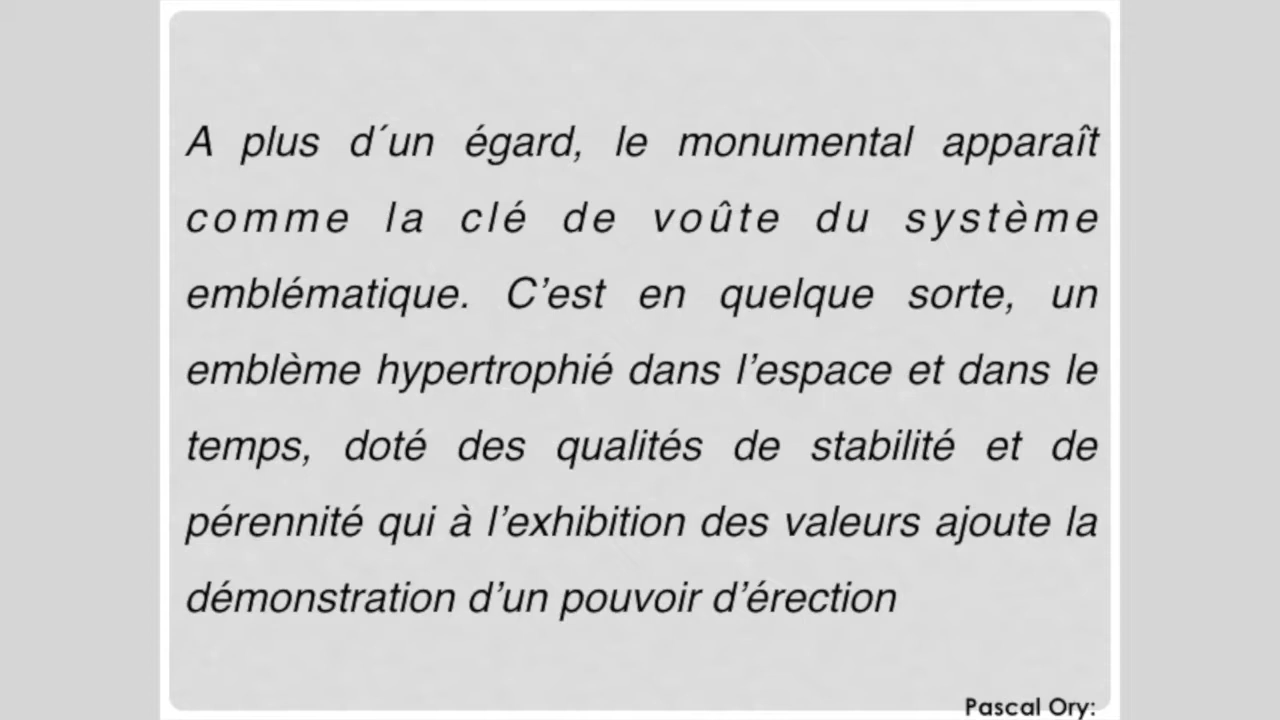 A plus d´un égard, le monumental apparaît
comme la clé de voûte du système
emblématique. C’est en quelque sorte, un
emblème hypertrophié dans l’espace et dans le
temps, doté des qualités de stabilité et de
pérennité qui à l’exhibition des valeurs ajoute la
démonstration d’un pouvoir d’érection
Pascal Ory: